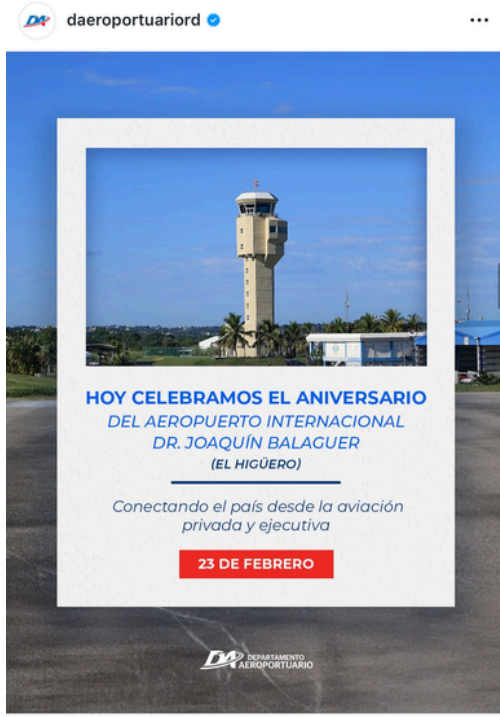 daeroportuariord
HOY CELEBRAMOS EL ANIVERSARIO
DEL AEROPUERTO INTERNACIONAL
DR. JOAQUÍN BALAGUER
(EL HIGÜERO)
Conectando el país desde la aviación
privada y ejecutiva
23 DE FEBRERO
DA DEPARTAMENTO
AEROPORTUARIO